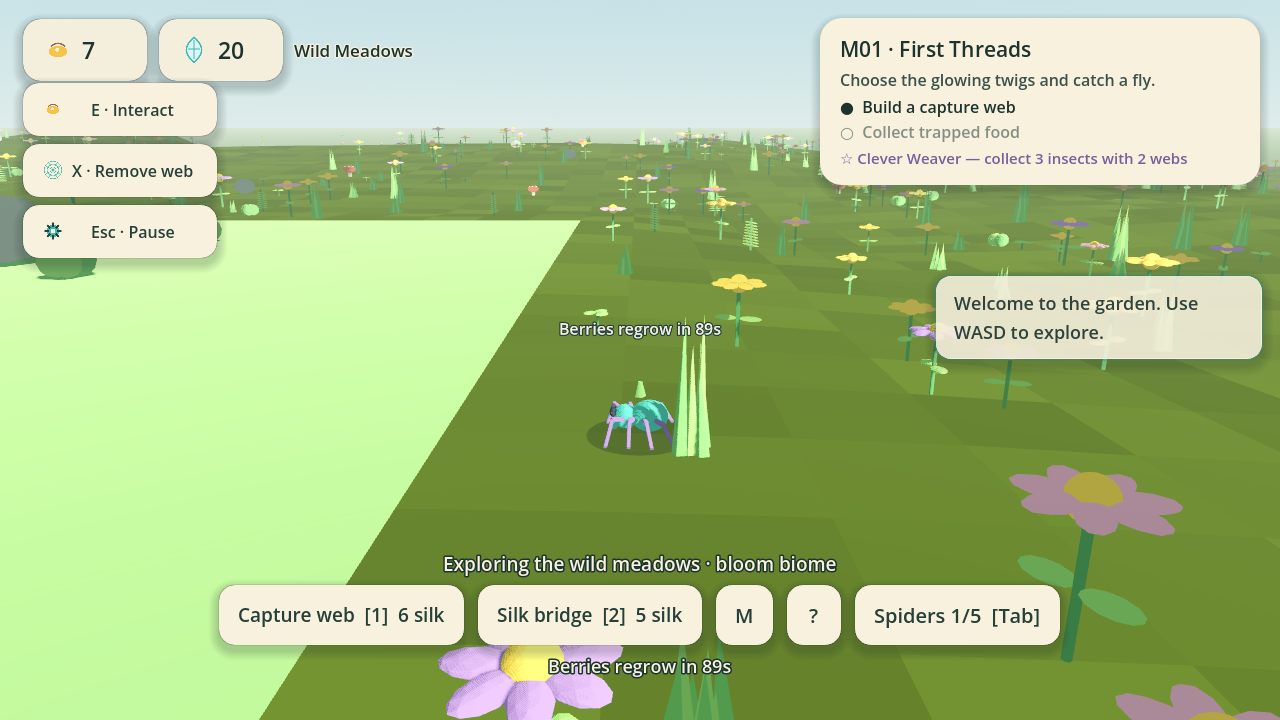 7
20
Wild Meadows
E · Interact
X · Remove web
Esc · Pause
M01 · First Threads
Choose the glowing twigs and catch a fly.
Build a capture web
Collect trapped food
☆ Clever Weaver — collect 3 insects with 2 webs
Welcome to the garden. Use
WASD to explore.
Berries regrow in 89s
Exploring the wild meadows · bloom biome
Capture web [1] 6 silk
Silk bridge [2] 5 silk
M
?
Spiders 1/5 [Tab]
Berries regrow in 89s